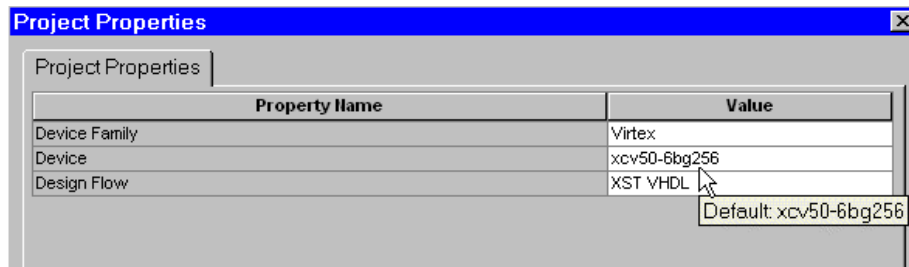 Project Properties
Project Properties
Property Name Value
Device Family Virtex
Device xcv50-6bg256
Design Flow XST VHDL
Default: xcv50-6bg256